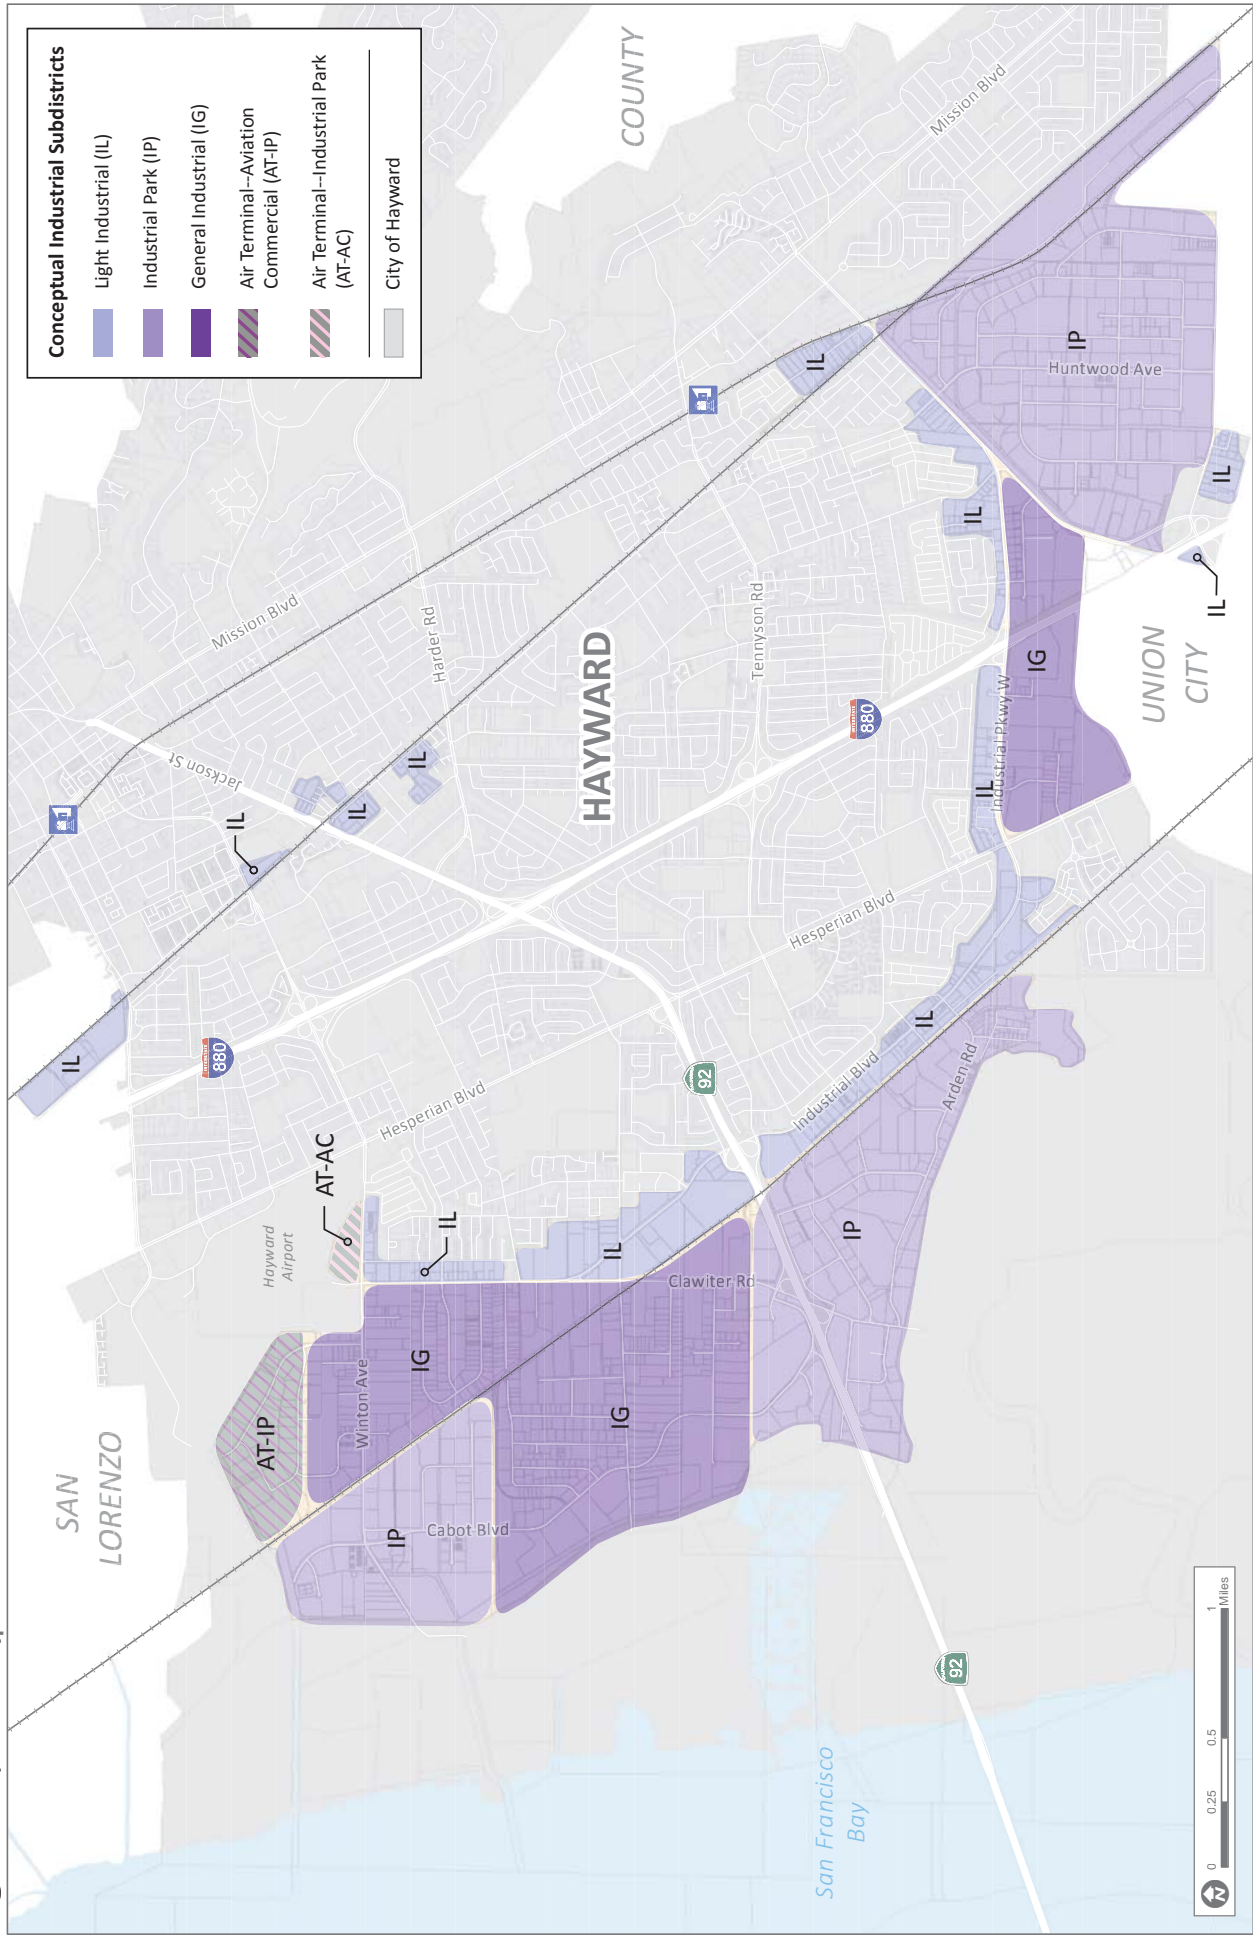 Conceptual Industrial Subdistricts
Light Industrial (IL)
Industrial Park (IP)
General Industrial (IG)
Air Terminal--Aviation
Commercial (AT-IP)
Air Terminal--Industrial Park
(AT-AC)
City of Hayward
SAN
LORENZO
COUNTY
UNION
CITY
HAYWARD
San Francisco
Bay
Hayward
Airport
AT-IP
AT-AC
IP
IG
IG
IL
IL
IP
IL
IL
IL
IL
IL
IL
IG
IL
IL
IP
IL
IL
Mission Blvd
Mission Blvd
Jackson St
Harder Rd
Tennyson Rd
Hesperian Blvd
Hesperian Blvd
Industrial Blvd
Industrial Pkwy W
Huntwood Ave
Arden Rd
Clawiter Rd
Winton Ave
Cabot Blvd
880
880
92
92
N
0
0.25
0.5
1
Miles